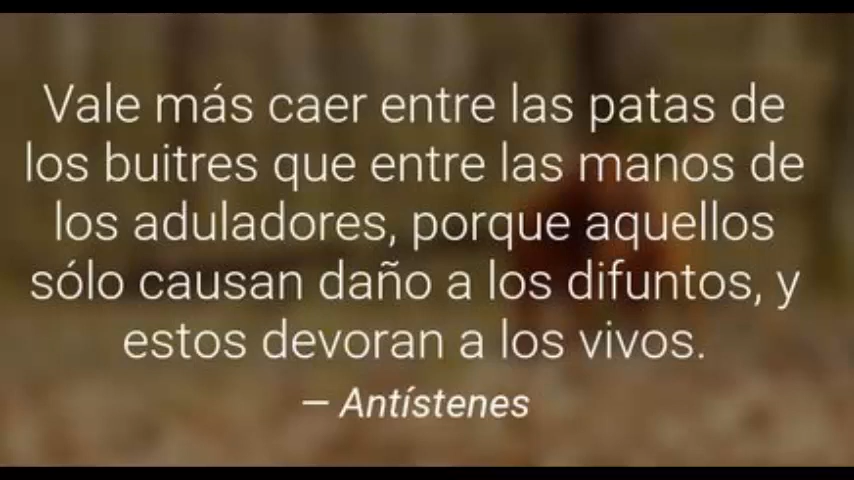 Vale más caer entre las patas de
los buitres que entre las manos de
los aduladores, porque aquellos
sólo causan daño a los difuntos, y
estos devoran a los vivos.
— Antístenes